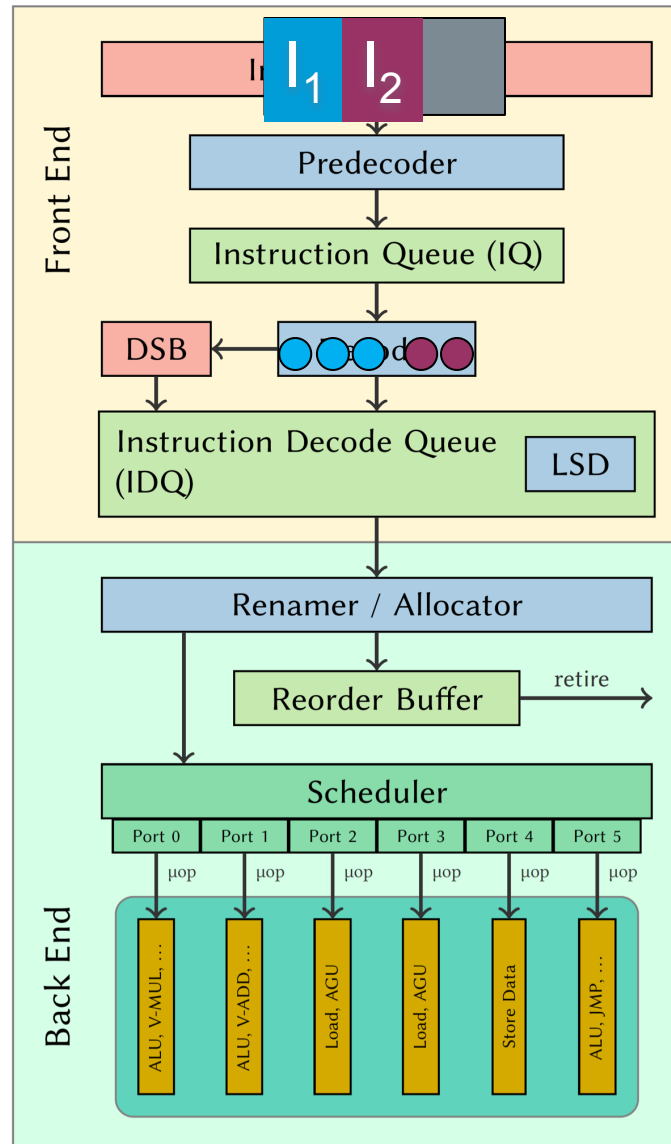 I1 I2
Predecoder
Front End
Instruction Queue (IQ)
DSB
Instruction Decode Queue
(IDQ)
LSD
Renamer / Allocator
Reorder Buffer
retire
Scheduler
Port 0 Port 1 Port 2 Port 3 Port 4 Port 5
μop μop μop μop μop μop
Back End
ALU, V-MUL, …
ALU, V-ADD, …
Load, AGU
Load, AGU
Store Data
ALU, JMP, …